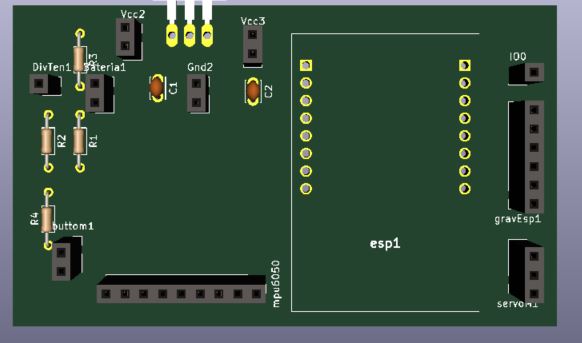 Vcc2
Vcc3
R3
DivTen1
Bateria1
C1
Gnd2
C2
IO0
R2
R1
gravEsp1
R4
buttom1
esp1
mpu6050
servoM1